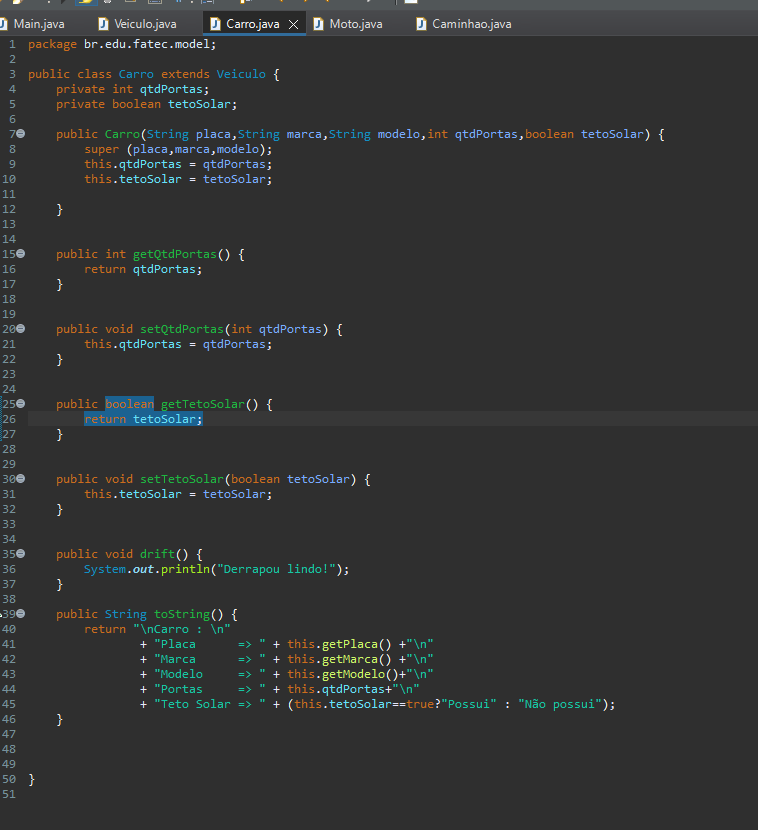 Main.java Veiculo.java Carro.java Moto.java Caminhao.java
1 package br.edu.fatec.model;
2
3 public class Carro extends Veiculo {
4 private int qtdPortas;
5 private boolean tetoSolar;
6
7 public Carro(String placa,String marca,String modelo,int qtdPortas,boolean tetoSolar) {
8 super (placa,marca,modelo);
9 this.qtdPortas = qtdPortas;
10 this.tetoSolar = tetoSolar;
11
12 }
13
14
15 public int getQtdPortas() {
16 return qtdPortas;
17 }
18
19
20 public void setQtdPortas(int qtdPortas) {
21 this.qtdPortas = qtdPortas;
22 }
23
24
25 public boolean getTetoSolar() {
26 return tetoSolar;
27 }
28
29
30 public void setTetoSolar(boolean tetoSolar) {
31 this.tetoSolar = tetoSolar;
32 }
33
34
35 public void drift() {
36 System.out.println("Derrapou lindo!");
37 }
38
39 public String toString() {
40 return "\nCarro : \n"
41 + "Placa      => " + this.getPlaca() +"\n"
42 + "Marca      => " + this.getMarca() +"\n"
43 + "Modelo     => " + this.getModelo()+"\n"
44 + "Portas     => " + this.qtdPortas+"\n"
45 + "Teto Solar => " + (this.tetoSolar==true?"Possui" : "Não possui");
46 }
47
48
49
50 }
51